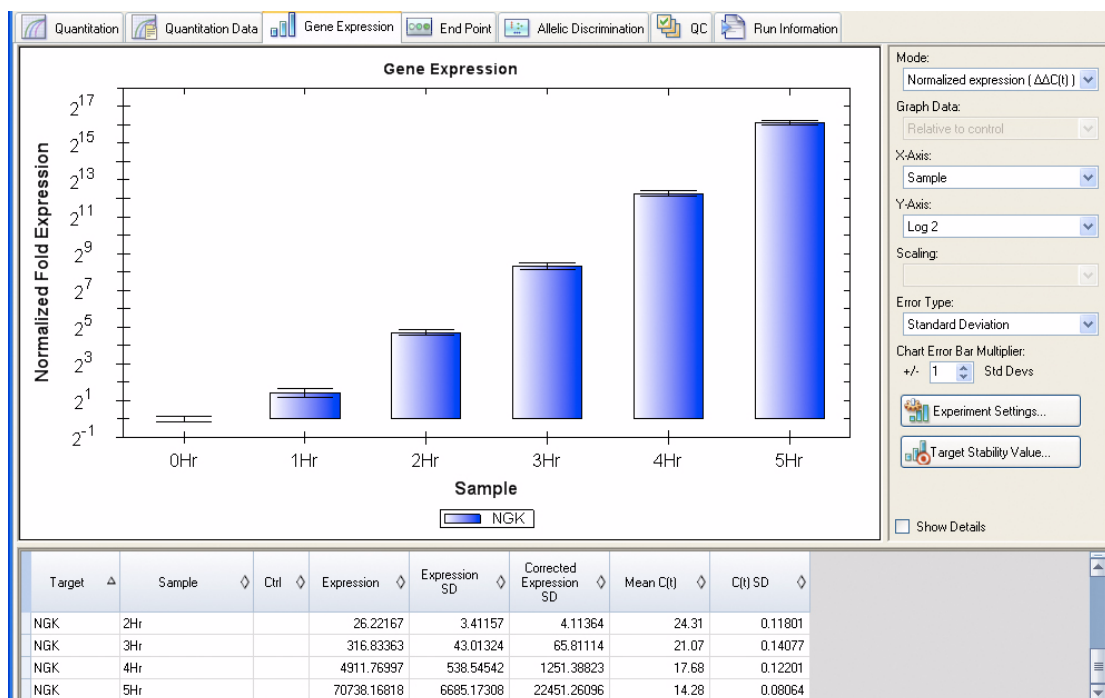 Quantitation Quantitation Data Gene Expression End Point Allelic Discrimination QC Run Information
Gene Expression
Normalized Fold Expression
2^17
2^15
2^13
2^11
2^9
2^7
2^5
2^3
2^1
2^-1
0Hr 1Hr 2Hr 3Hr 4Hr 5Hr
Sample
NGK
Mode:
Normalized expression ( ΔΔC(t) )
Graph Data:
Relative to control
X-Axis:
Sample
Y-Axis:
Log 2
Scaling:
Error Type:
Standard Deviation
Chart Error Bar Multiplier:
+/- 1 Std Devs
Experiment Settings...
Target Stability Value...
Show Details
Target Sample Ctrl Expression Expression SD Corrected Expression SD Mean C(t) C(t) SD
NGK 2Hr 26.22167 3.41157 4.11364 24.31 0.11801
NGK 3Hr 316.83363 43.01324 65.81114 21.07 0.14077
NGK 4Hr 4911.76997 538.54542 1251.38823 17.68 0.12201
NGK 5Hr 70738.16818 6685.17308 22451.26096 14.28 0.08064